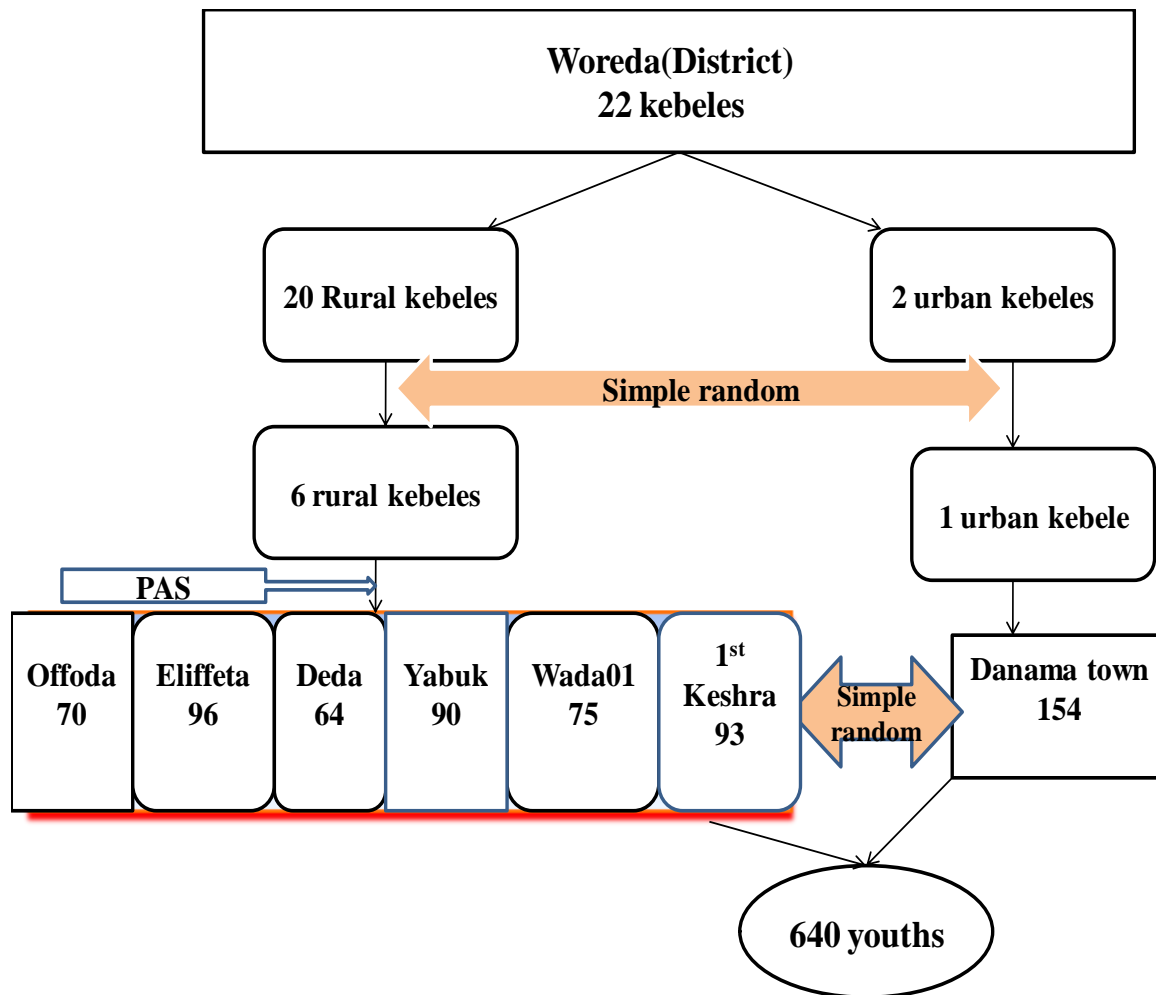 Woreda(District)
22 kebeles
20 Rural kebeles
2 urban kebeles
Simple random
6 rural kebeles
1 urban kebele
PAS
Offoda
70
Eliffeta
96
Deda
64
Yabuk
90
Wada01
75
1st
Keshra
93
Simple
random
Danama town
154
640 youths